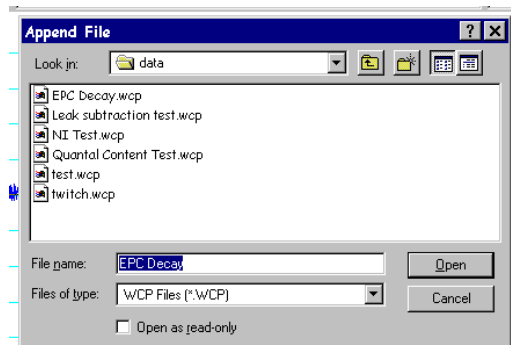 Append File
Look in: data
EPC Decay.wcp
Leak subtraction test.wcp
NI Test.wcp
Quantal Content Test.wcp
test.wcp
twitch.wcp
File name: EPC Decay Open
Files of type: WCP Files (*.WCP) Cancel
Open as read-only